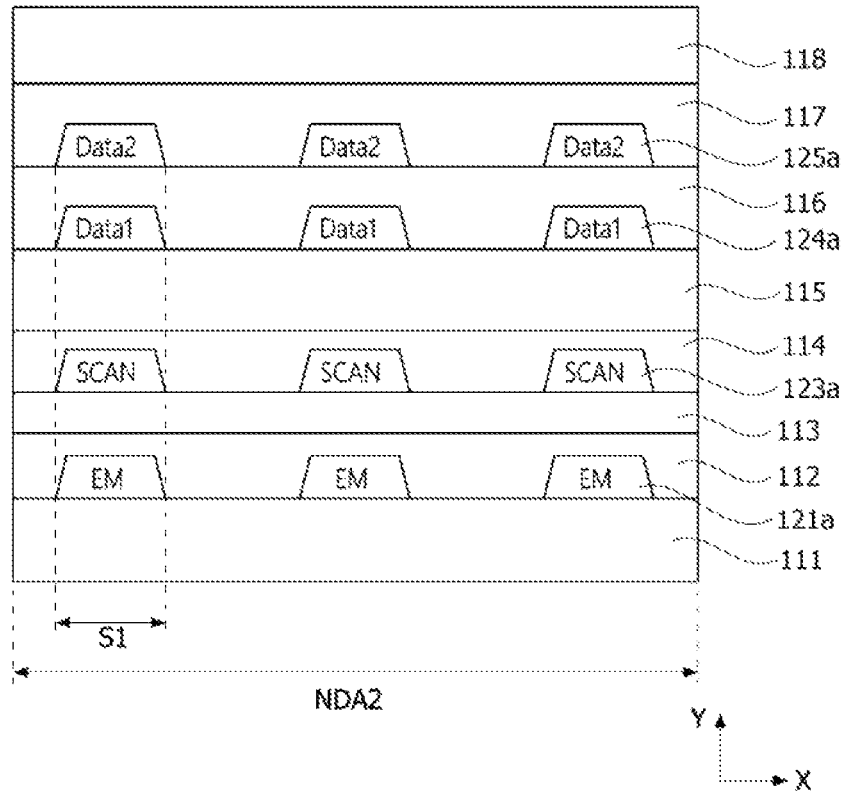 118
117
Data2 Data2 Data2
125a
116
Data1 Data1 Data1
124a
115
114
SCAN SCAN SCAN
123a
113
112
EM EM EM
121a
111
S1
NDA2
Y
X